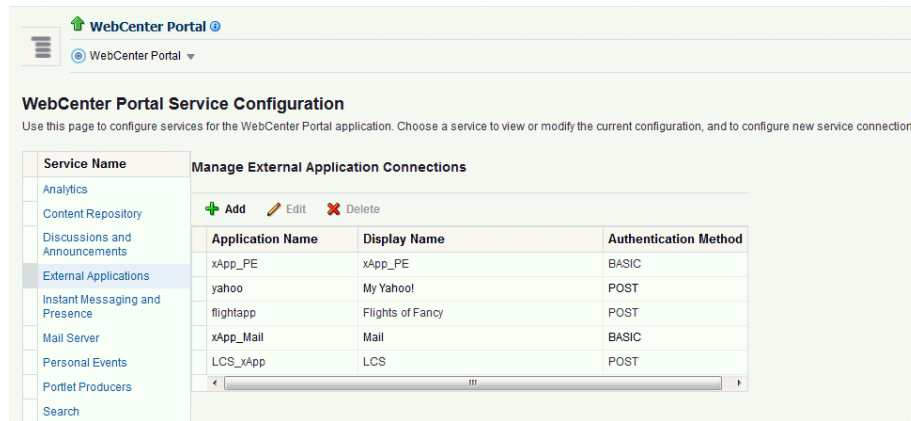 WebCenter Portal
WebCenter Portal
WebCenter Portal Service Configuration
Use this page to configure services for the WebCenter Portal application. Choose a service to view or modify the current configuration, and to configure new service connection
Service Name
Analytics
Content Repository
Discussions and
Announcements
External Applications
Instant Messaging and
Presence
Mail Server
Personal Events
Portlet Producers
Search
Manage External Application Connections
Add Edit Delete
Application Name Display Name Authentication Method
xApp_PE xApp_PE BASIC
yahoo My Yahoo! POST
flightapp Flights of Fancy POST
xApp_Mail Mail BASIC
LCS_xApp LCS POST